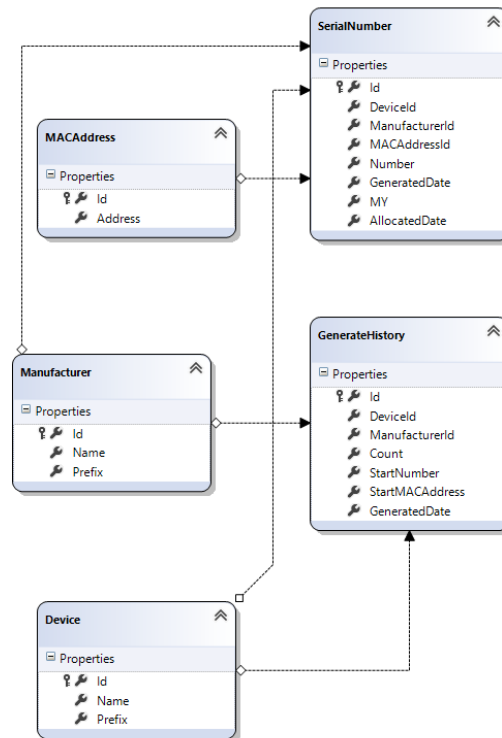 SerialNumber
Properties
Id
DeviceId
ManufacturerId
MACAddressId
Number
GeneratedDate
MY
AllocatedDate
MACAddress
Properties
Id
Address
GenerateHistory
Properties
Id
DeviceId
ManufacturerId
Count
StartNumber
StartMACAddress
GeneratedDate
Manufacturer
Properties
Id
Name
Prefix
Device
Properties
Id
Name
Prefix